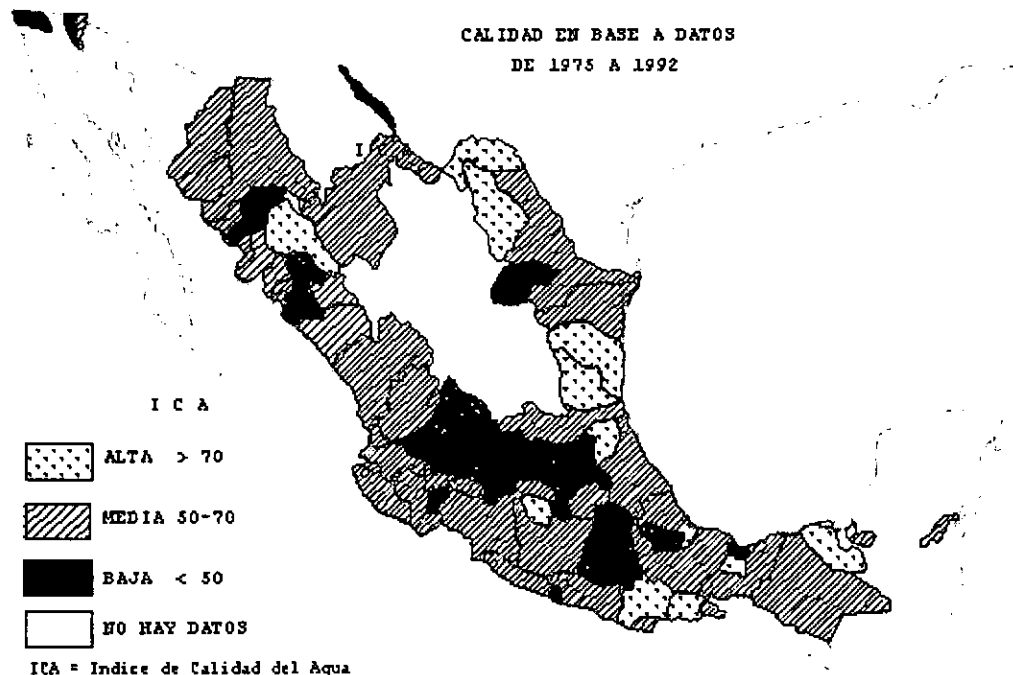 CALIDAD EN BASE A DATOS
DE 1975 A 1992
I C A
ALTA > 70
MEDIA 50-70
BAJA < 50
NO HAY DATOS
ICA = Indice de Calidad del Agua